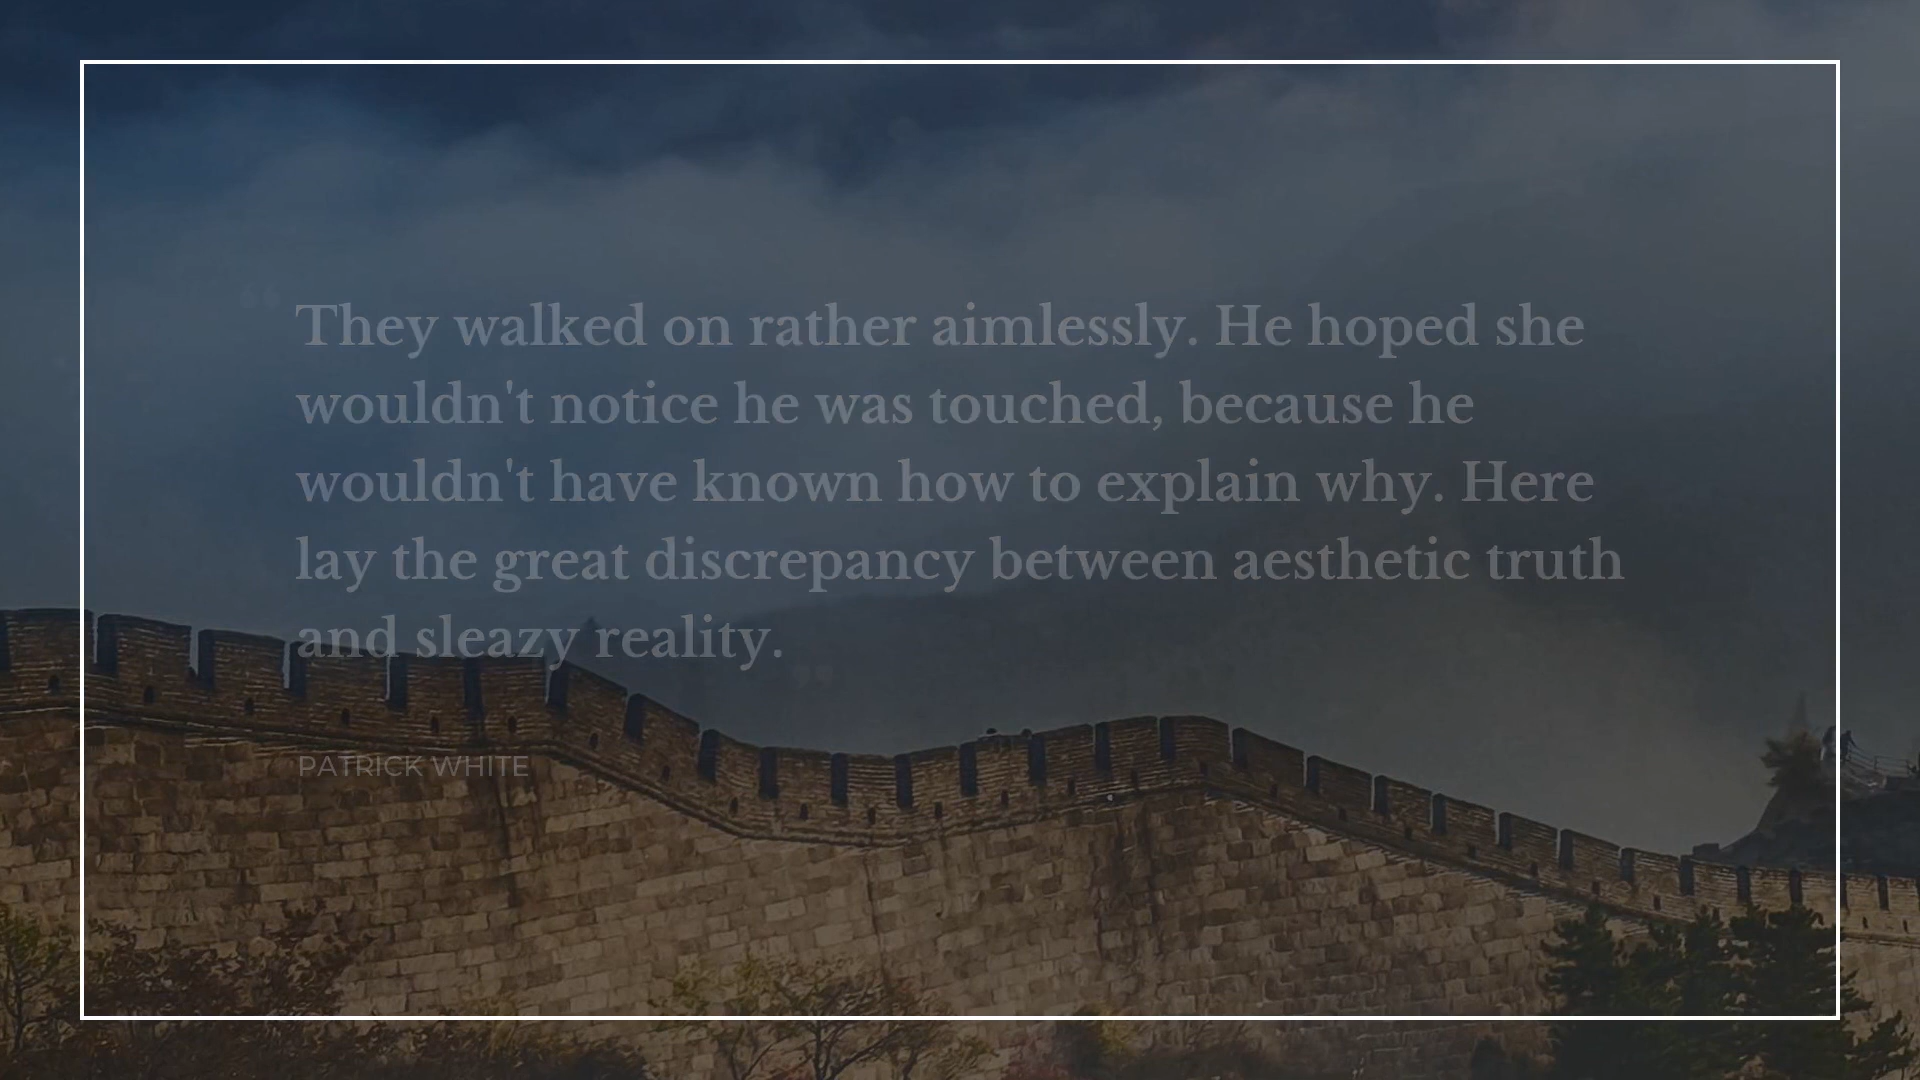 “
They walked on rather aimlessly. He hoped she
wouldn't notice he was touched, because he
wouldn't have known how to explain why. Here
lay the great discrepancy between aesthetic truth
and sleazy reality.
”
PATRICK WHITE